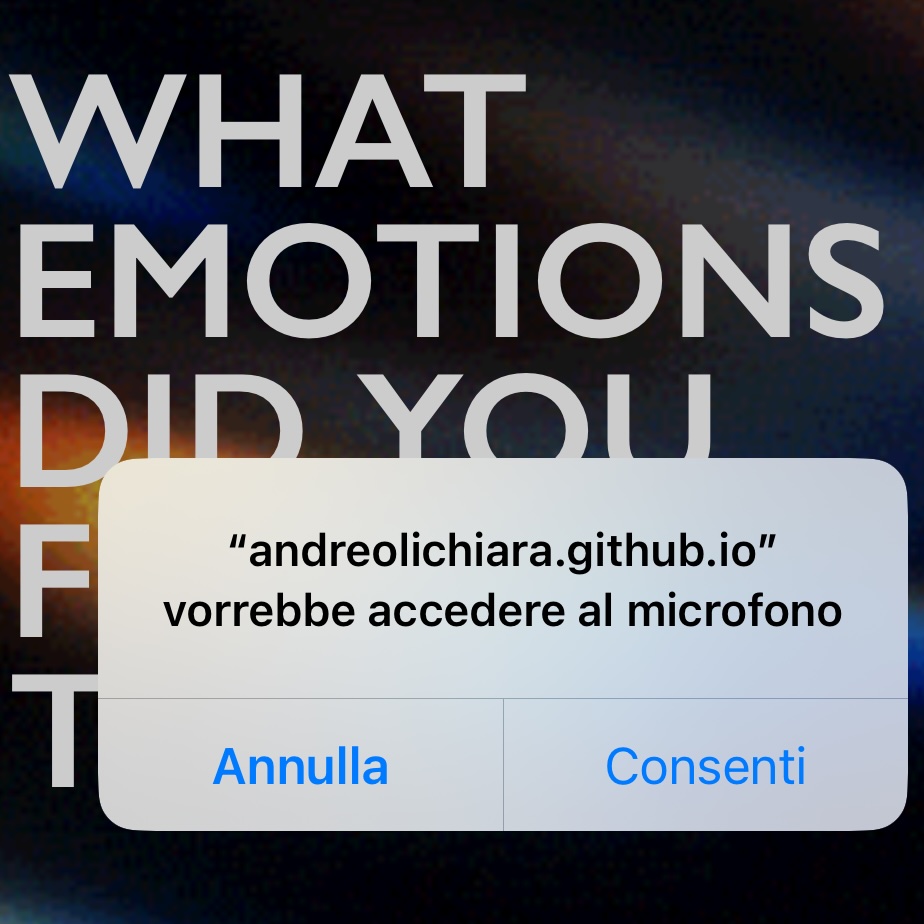 WHAT
EMOTIONS
DID YOU
“andreolichiara.github.io”
vorrebbe accedere al microfono
Annulla
Consenti